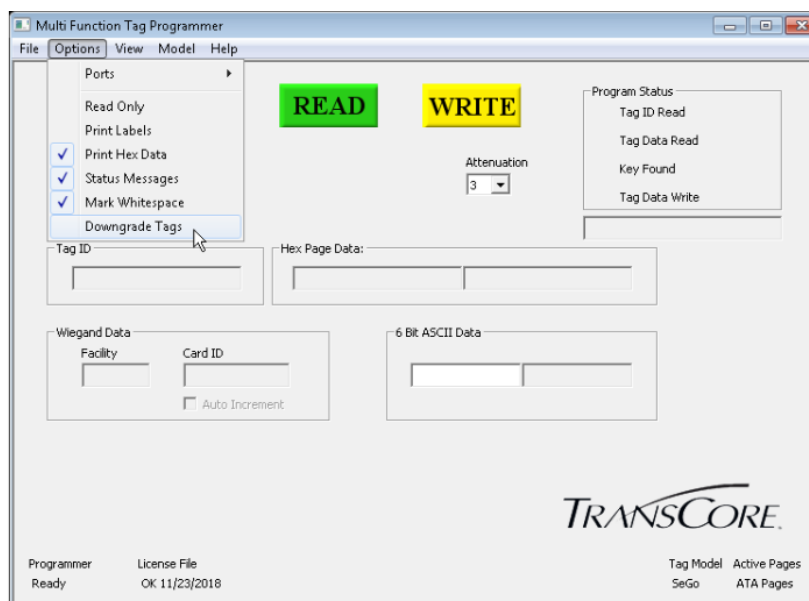 Multi Function Tag Programmer
File Options View Model Help
Ports
Read Only
Print Labels
Print Hex Data
Status Messages
Mark Whitespace
Downgrade Tags
READ
WRITE
Attenuation
3
Program Status
Tag ID Read
Tag Data Read
Key Found
Tag Data Write
Tag ID
Hex Page Data:
Wiegand Data
Facility Card ID
Auto Increment
6 Bit ASCII Data
TRANSCORE.
Programmer License File
Ready OK 11/23/2018
Tag Model Active Pages
SeGo ATA Pages